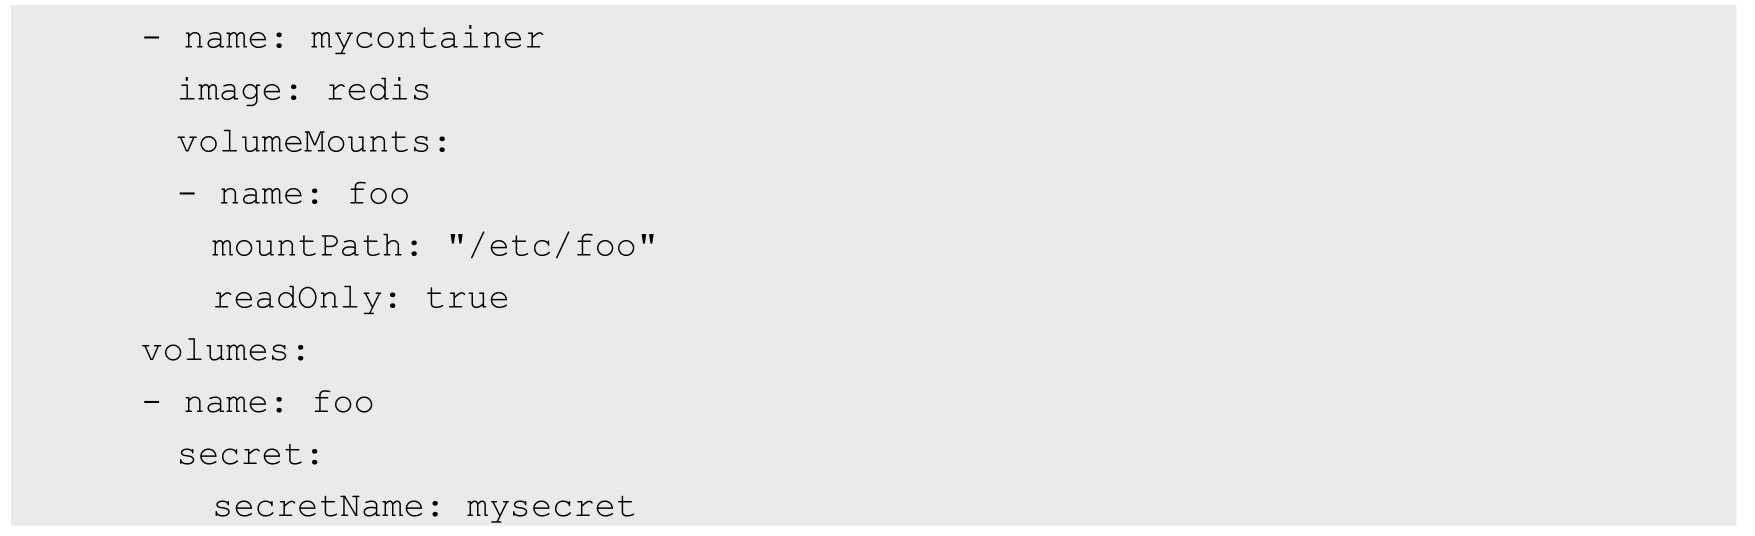 - name: mycontainer
image: redis
volumeMounts:
- name: foo
mountPath: "/etc/foo"
readOnly: true
volumes:
- name: foo
secret:
secretName: mysecret